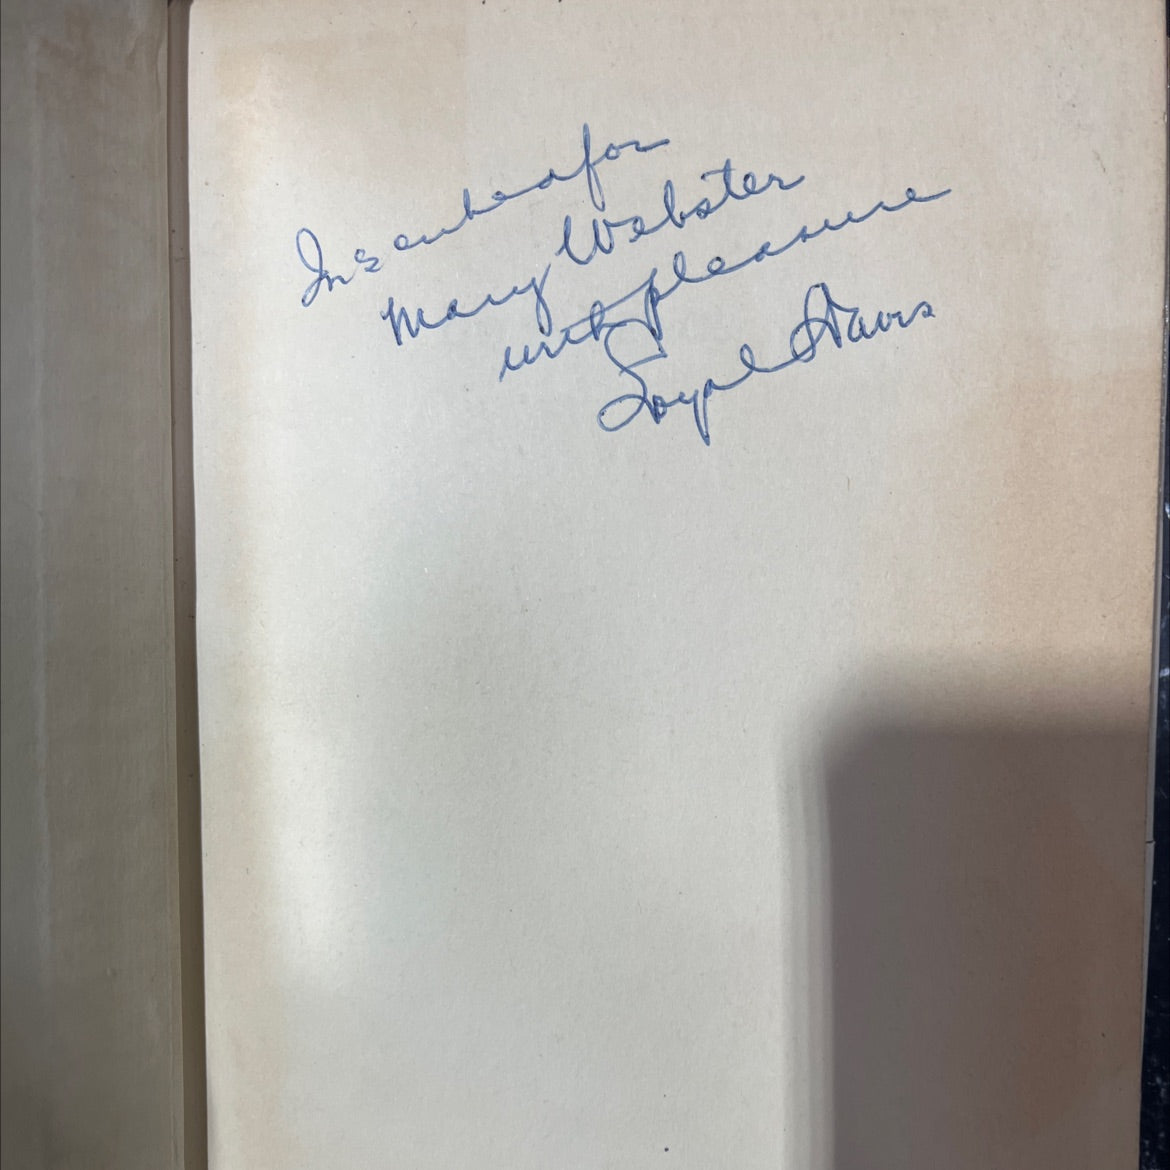 Inscribed for
Mary Webster
with pleasure
Loyal Davis